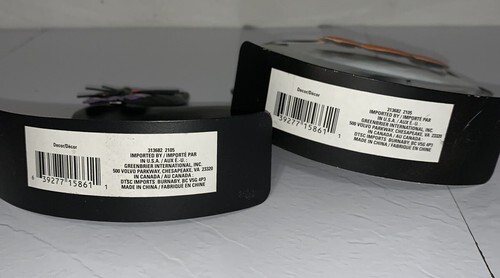 Decor/Décor
39277"15861 1
313682 2105
IMPORTED BY / IMPORTÉ PAR
IN U.S.A. / AUX É.-U. :
GREENBRIER INTERNATIONAL, INC.
500 VOLVO PARKWAY, CHESAPEAKE, VA 23320
IN CANADA / AU CANADA :
DTSC IMPORTS BURNABY, BC V5G 4P3
MADE IN CHINA / FABRIQUÉ EN CHINE
Decor/Décor
39277"15861 1
313682 2105
IMPORTED BY / IMPORTÉ PAR
IN U.S.A. / AUX É.-U. :
GREENBRIER INTERNATIONAL, INC.
500 VOLVO PARKWAY, CHESAPEAKE, VA 23320
IN CANADA / AU CANADA :
DTSC IMPORTS BURNABY, BC V5G 4P3
MADE IN CHINA / FABRIQUÉ EN CHINE